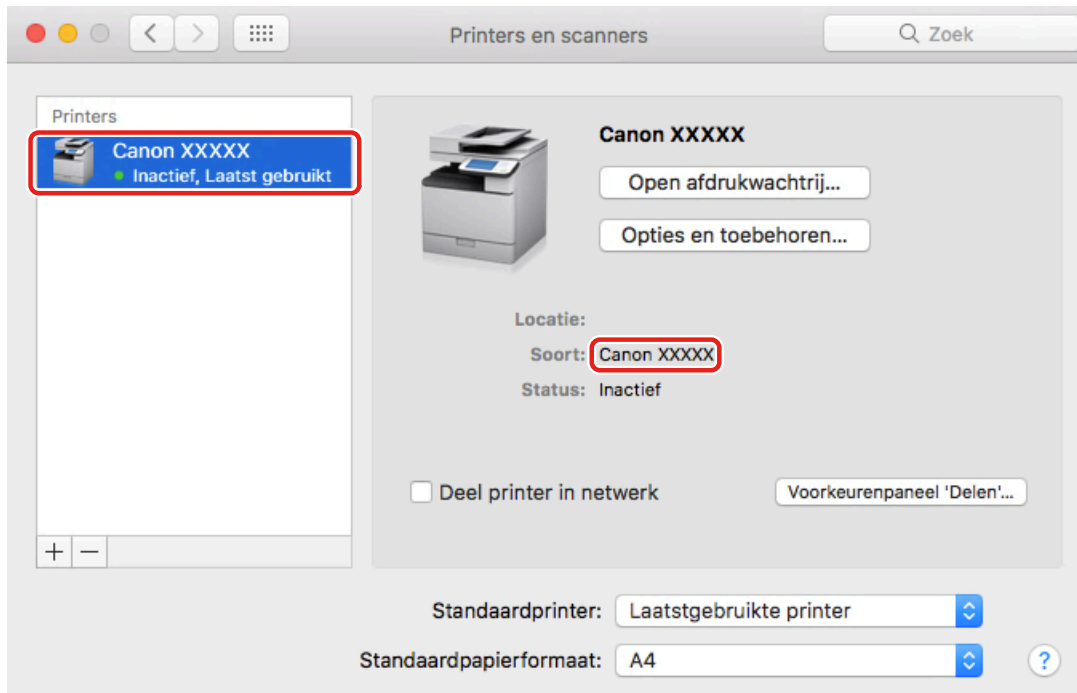 Printers en scanners
Zoek
Printers
Canon XXXXX
Inactief, Laatst gebruikt
Canon XXXXX
Open afdrukwachtrij...
Opties en toebehoren...
Locatie:
Soort: Canon XXXXX
Status: Inactief
Deel printer in netwerk
Voorkeurenpaneel 'Delen'...
+ −
Standaardprinter: Laatstgebruikte printer
Standaardpapierformaat: A4
?